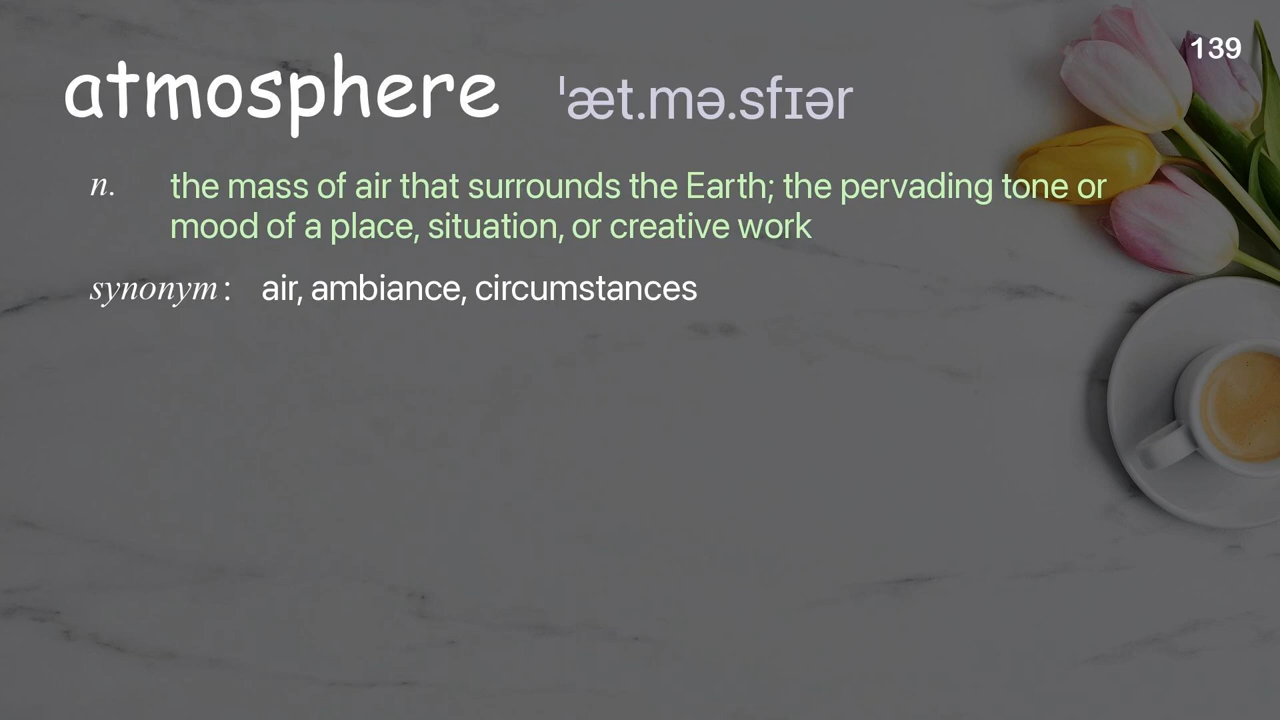 139
atmosphere ˈæt.mə.sfɪər
n. the mass of air that surrounds the Earth; the pervading tone or
mood of a place, situation, or creative work
synonym: air, ambiance, circumstances